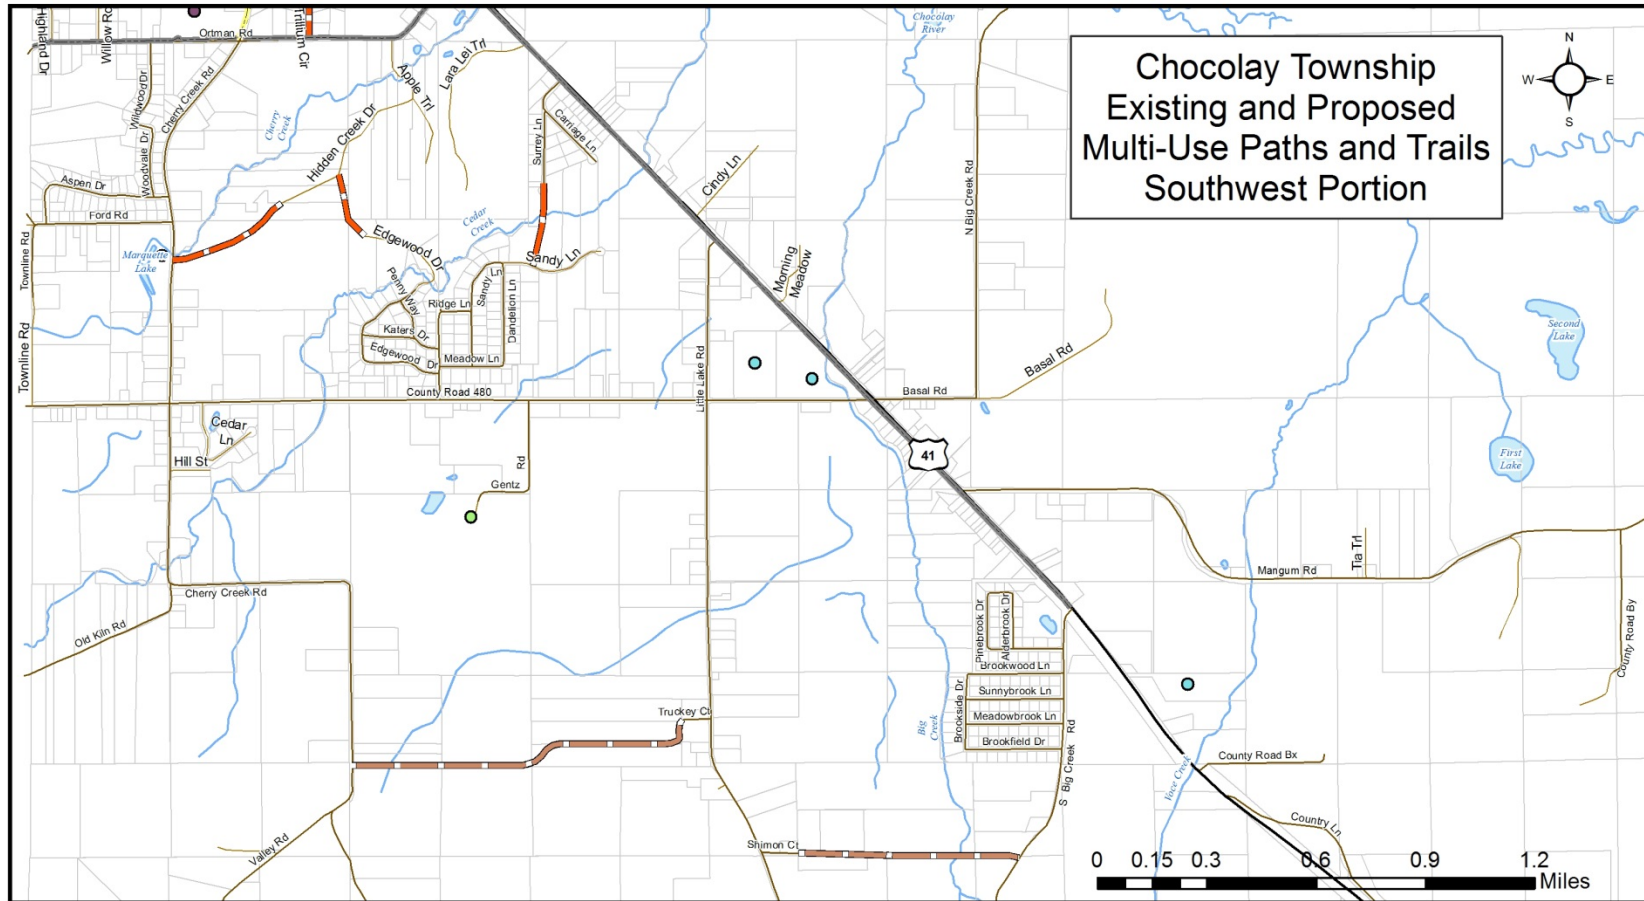 Chocolay Township
Existing and Proposed
Multi-Use Paths and Trails
Southwest Portion
N
W
E
S
Highland Dr
Willow Rd
Ortman Rd
Trillium Cir
Chocolay
River
Wildwood Dr
Cherry Creek Rd
Apple Trl
Lara Lei Trl
Cherry
Creek
Hidden Creek Dr
Surrey Ln
Carriage Ln
Woodvale Dr
Aspen Dr
Ford Rd
Cindy Ln
N Big Creek Rd
Cedar
Creek
Townline Rd
Marquette
Lake
Edgewood Dr
Sandy Ln
Morning
Meadow
Penny Way
Sandy Ln
Ridge Ln
Dandelion Ln
Katers Dr
Edgewood Dr
Meadow Ln
Townline Rd
Little Lake Rd
Second
Lake
Basal Rd
County Road 480
Basal Rd
Cedar
Ln
Hill St
41
First
Lake
Gentz
Rd
Tia Trl
Mangum Rd
Cherry Creek Rd
Old Kiln Rd
Pinebrook Dr
Alderbrook Dr
County Road By
Brookwood Ln
Sunnybrook Ln
Brookside Dr
Meadowbrook Ln
Brookfield Dr
Truckey Ct
Big
Creek
S Big Creek Rd
County Road Bx
Voce Creek
Country Ln
Valley Rd
Shimon Ct
0 0.15 0.3 0.6 0.9 1.2
Miles